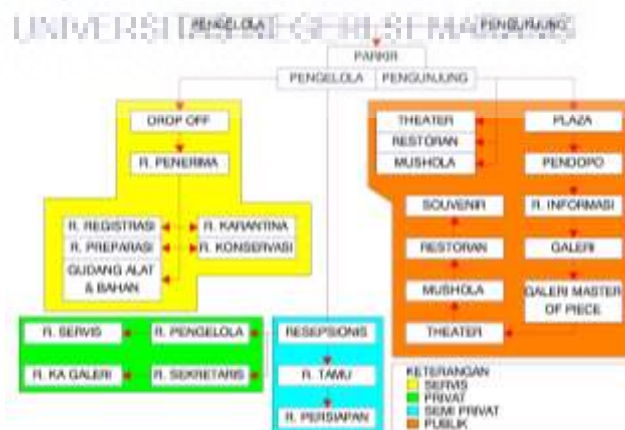 UNIVERSITAS NEGERI SEMARANG
PENGELOLA
PENGUNJUNG
PARKIR
PENGELOLA
PENGUNJUNG
DROP OFF
R. PENERIMA
R. REGISTRASI
R. KARANTINA
R. PREPARASI
R. KONSERVASI
GUDANG ALAT
& BAHAN
THEATER
RESTORAN
MUSHOLA
PLAZA
PENDOPO
R. INFORMASI
GALERI
GALERI MASTER
OF PIECE
SOUVENIR
RESTORAN
MUSHOLA
THEATER
R. SERVIS
R. PENGELOLA
R. KA GALERI
R. SEKRETARIS
RESEPSIONIS
R. TAMU
R. PERSIAPAN
KETERANGAN
SERVIS
PRIVAT
SEMI PRIVAT
PUBLIK